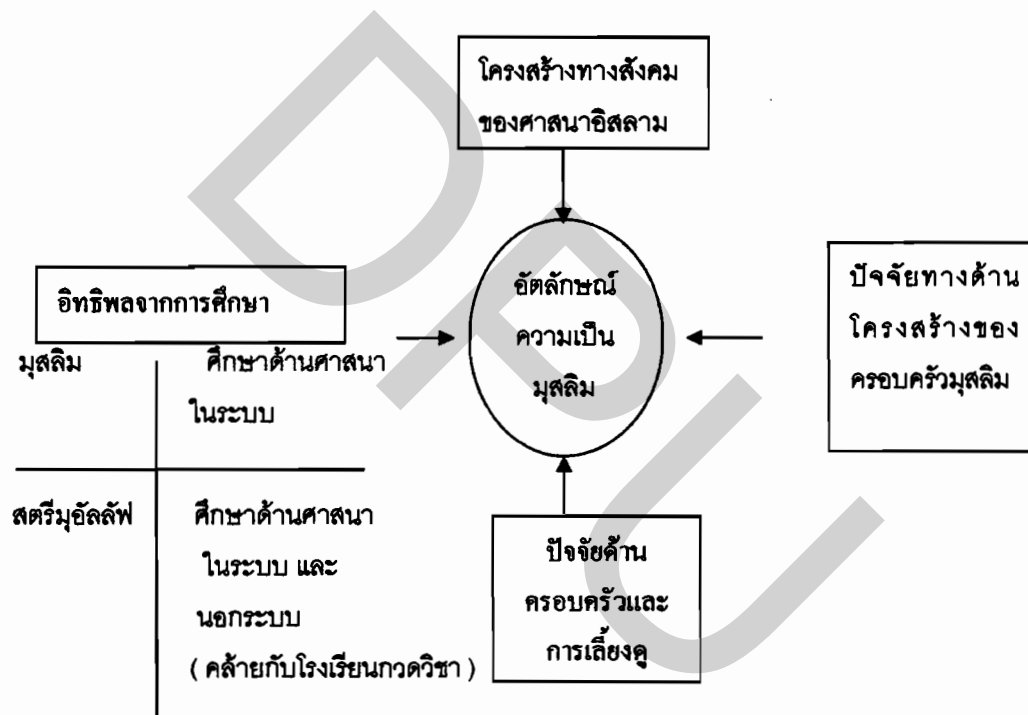 โครงสร้างทางสังคม
ของศาสนาอิสลาม
อิทธิพลจากการศึกษา
มุสลิม ศึกษาด้านศาสนา
ในระบบ
สตรีมุอัลลัฟ ศึกษาด้านศาสนา
ในระบบ และ
นอกระบบ
( คล้ายกับโรงเรียนกวดวิชา )
อัตลักษณ์
ความเป็น
มุสลิม
ปัจจัยทางด้าน
โครงสร้างของ
ครอบครัวมุสลิม
ปัจจัยด้าน
ครอบครัวและ
การเลี้ยงดู
DPU